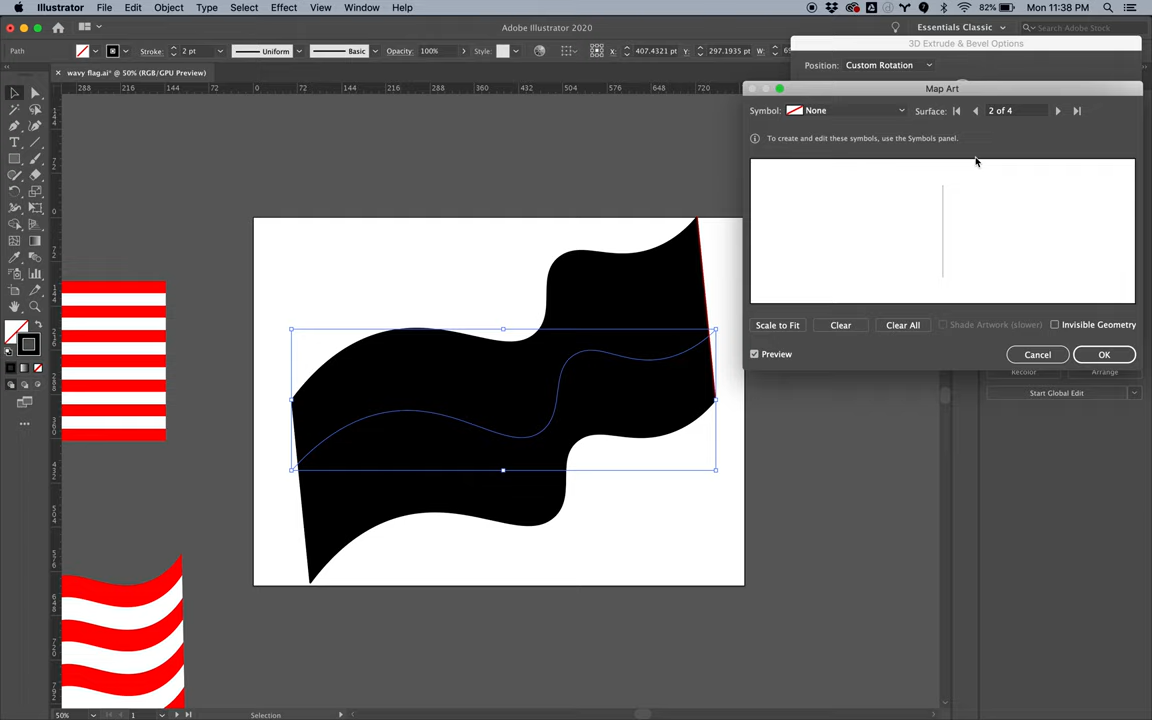 Illustrator File Edit Object Type Select Effect View Window Help 82% Mon 11:38 PM
Adobe Illustrator 2020 Essentials Classic Search Adobe Stock
Path Stroke: 2 pt Uniform Basic Opacity: 100% Style: X: 407.4321 pt Y: 297.1935 pt W:
3D Extrude & Bevel Options
Position: Custom Rotation
wavy flag.ai* @ 50% (RGB/GPU Preview)
288 216 144 72 0 72 144 216 288 360 432 504 576 648 720
Map Art
Symbol: None Surface: 2 of 4
To create and edit these symbols, use the Symbols panel.
Scale to Fit Clear Clear All Shade Artwork (slower) Invisible Geometry
Preview Cancel OK
Recolor Arrange
Start Global Edit
50% 1 Selection